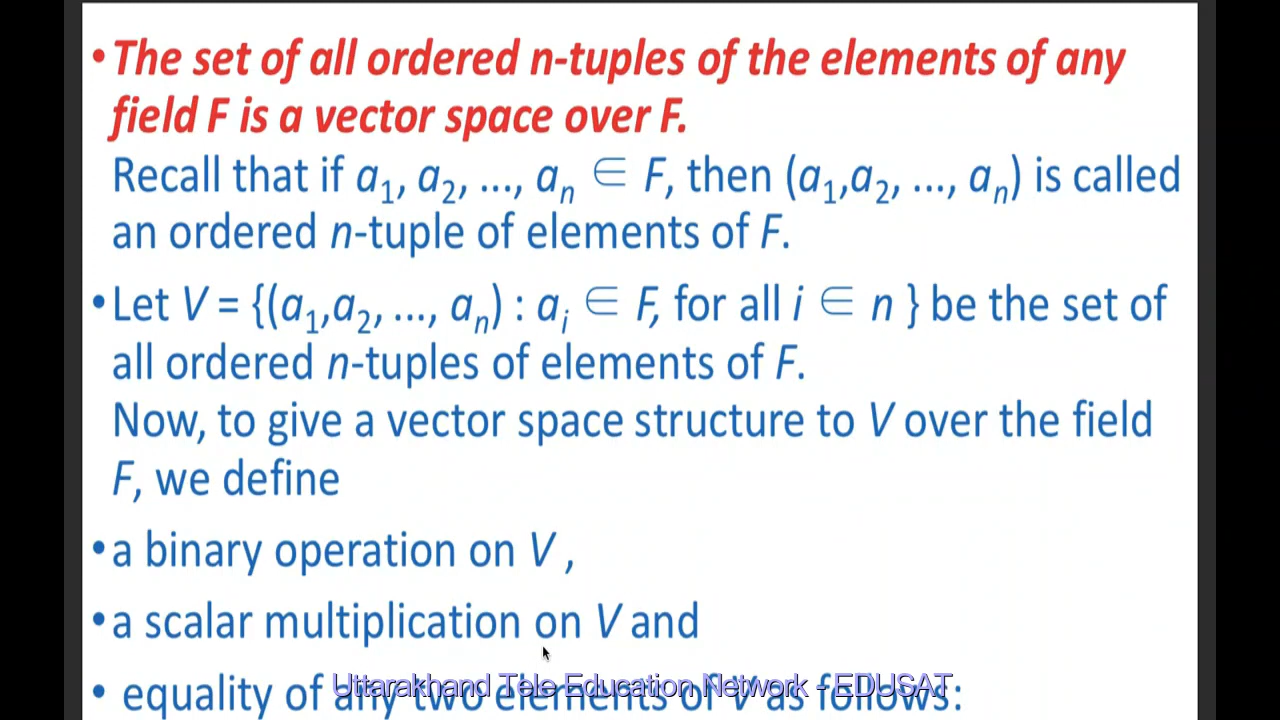 • The set of all ordered n-tuples of the elements of any
field F is a vector space over F.
Recall that if a₁, a₂, ..., aₙ ∈ F, then (a₁,a₂, ..., aₙ) is called
an ordered n-tuple of elements of F.
• Let V = {(a₁,a₂, ..., aₙ) : aᵢ ∈ F, for all i ∈ n } be the set of
all ordered n-tuples of elements of F.
Now, to give a vector space structure to V over the field
F, we define
• a binary operation on V ,
• a scalar multiplication on V and
• equality of any two elements of V as follows:
Uttarakhand Tele Education Network - EDUSAT